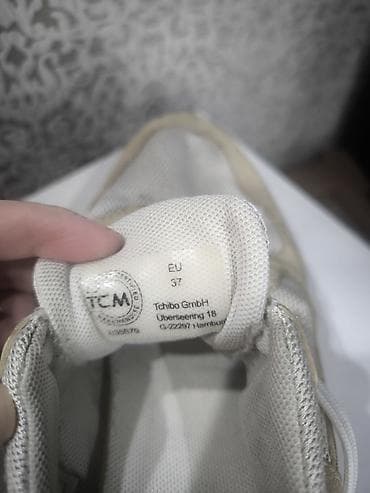 EU
37
TCM
Tchibo GmbH
Überseering 18
G-22297 Hamburg